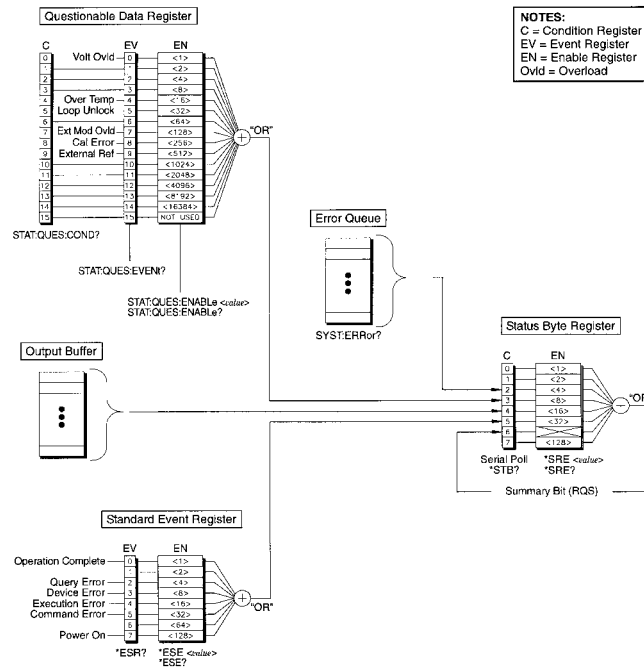 Questionable Data Register
NOTES:
C = Condition Register
EV = Event Register
EN = Enable Register
Ovld = Overload
C EV EN
0 Volt Ovld 0 <1>
1 1 <2>
2 2 <4>
3 3 <8>
4 Over Temp 4 <16>
5 Loop Unlock 5 <32>
6 6 <64>
7 Ext Mod Ovld 7 <128>
8 Cal Error 8 <256>
9 External Ref 9 <512>
10 10 <1024>
11 11 <2048>
12 12 <4096>
13 13 <8192>
14 14 <16384>
15 15 NOT USED
"OR"
STAT:QUES:COND?
STAT:QUES:EVENt?
STAT:QUES:ENABLe <value>
STAT:QUES:ENABLe?
Error Queue
SYST:ERRor?
Output Buffer
Status Byte Register
C EN
0 <1>
1 <2>
2 <4>
3 <8>
4 <16>
5 <32>
6
7 <128>
"OR
Serial Poll
*STB?
*SRE <value>
*SRE?
Summary Bit (RQS)
Standard Event Register
EV EN
Operation Complete 0 <1>
1 <2>
Query Error 2 <4>
Device Error 3 <8>
Execution Error 4 <16>
Command Error 5 <32>
6 <64>
Power On 7 <128>
"OR"
*ESR?
*ESE <value>
*ESE?